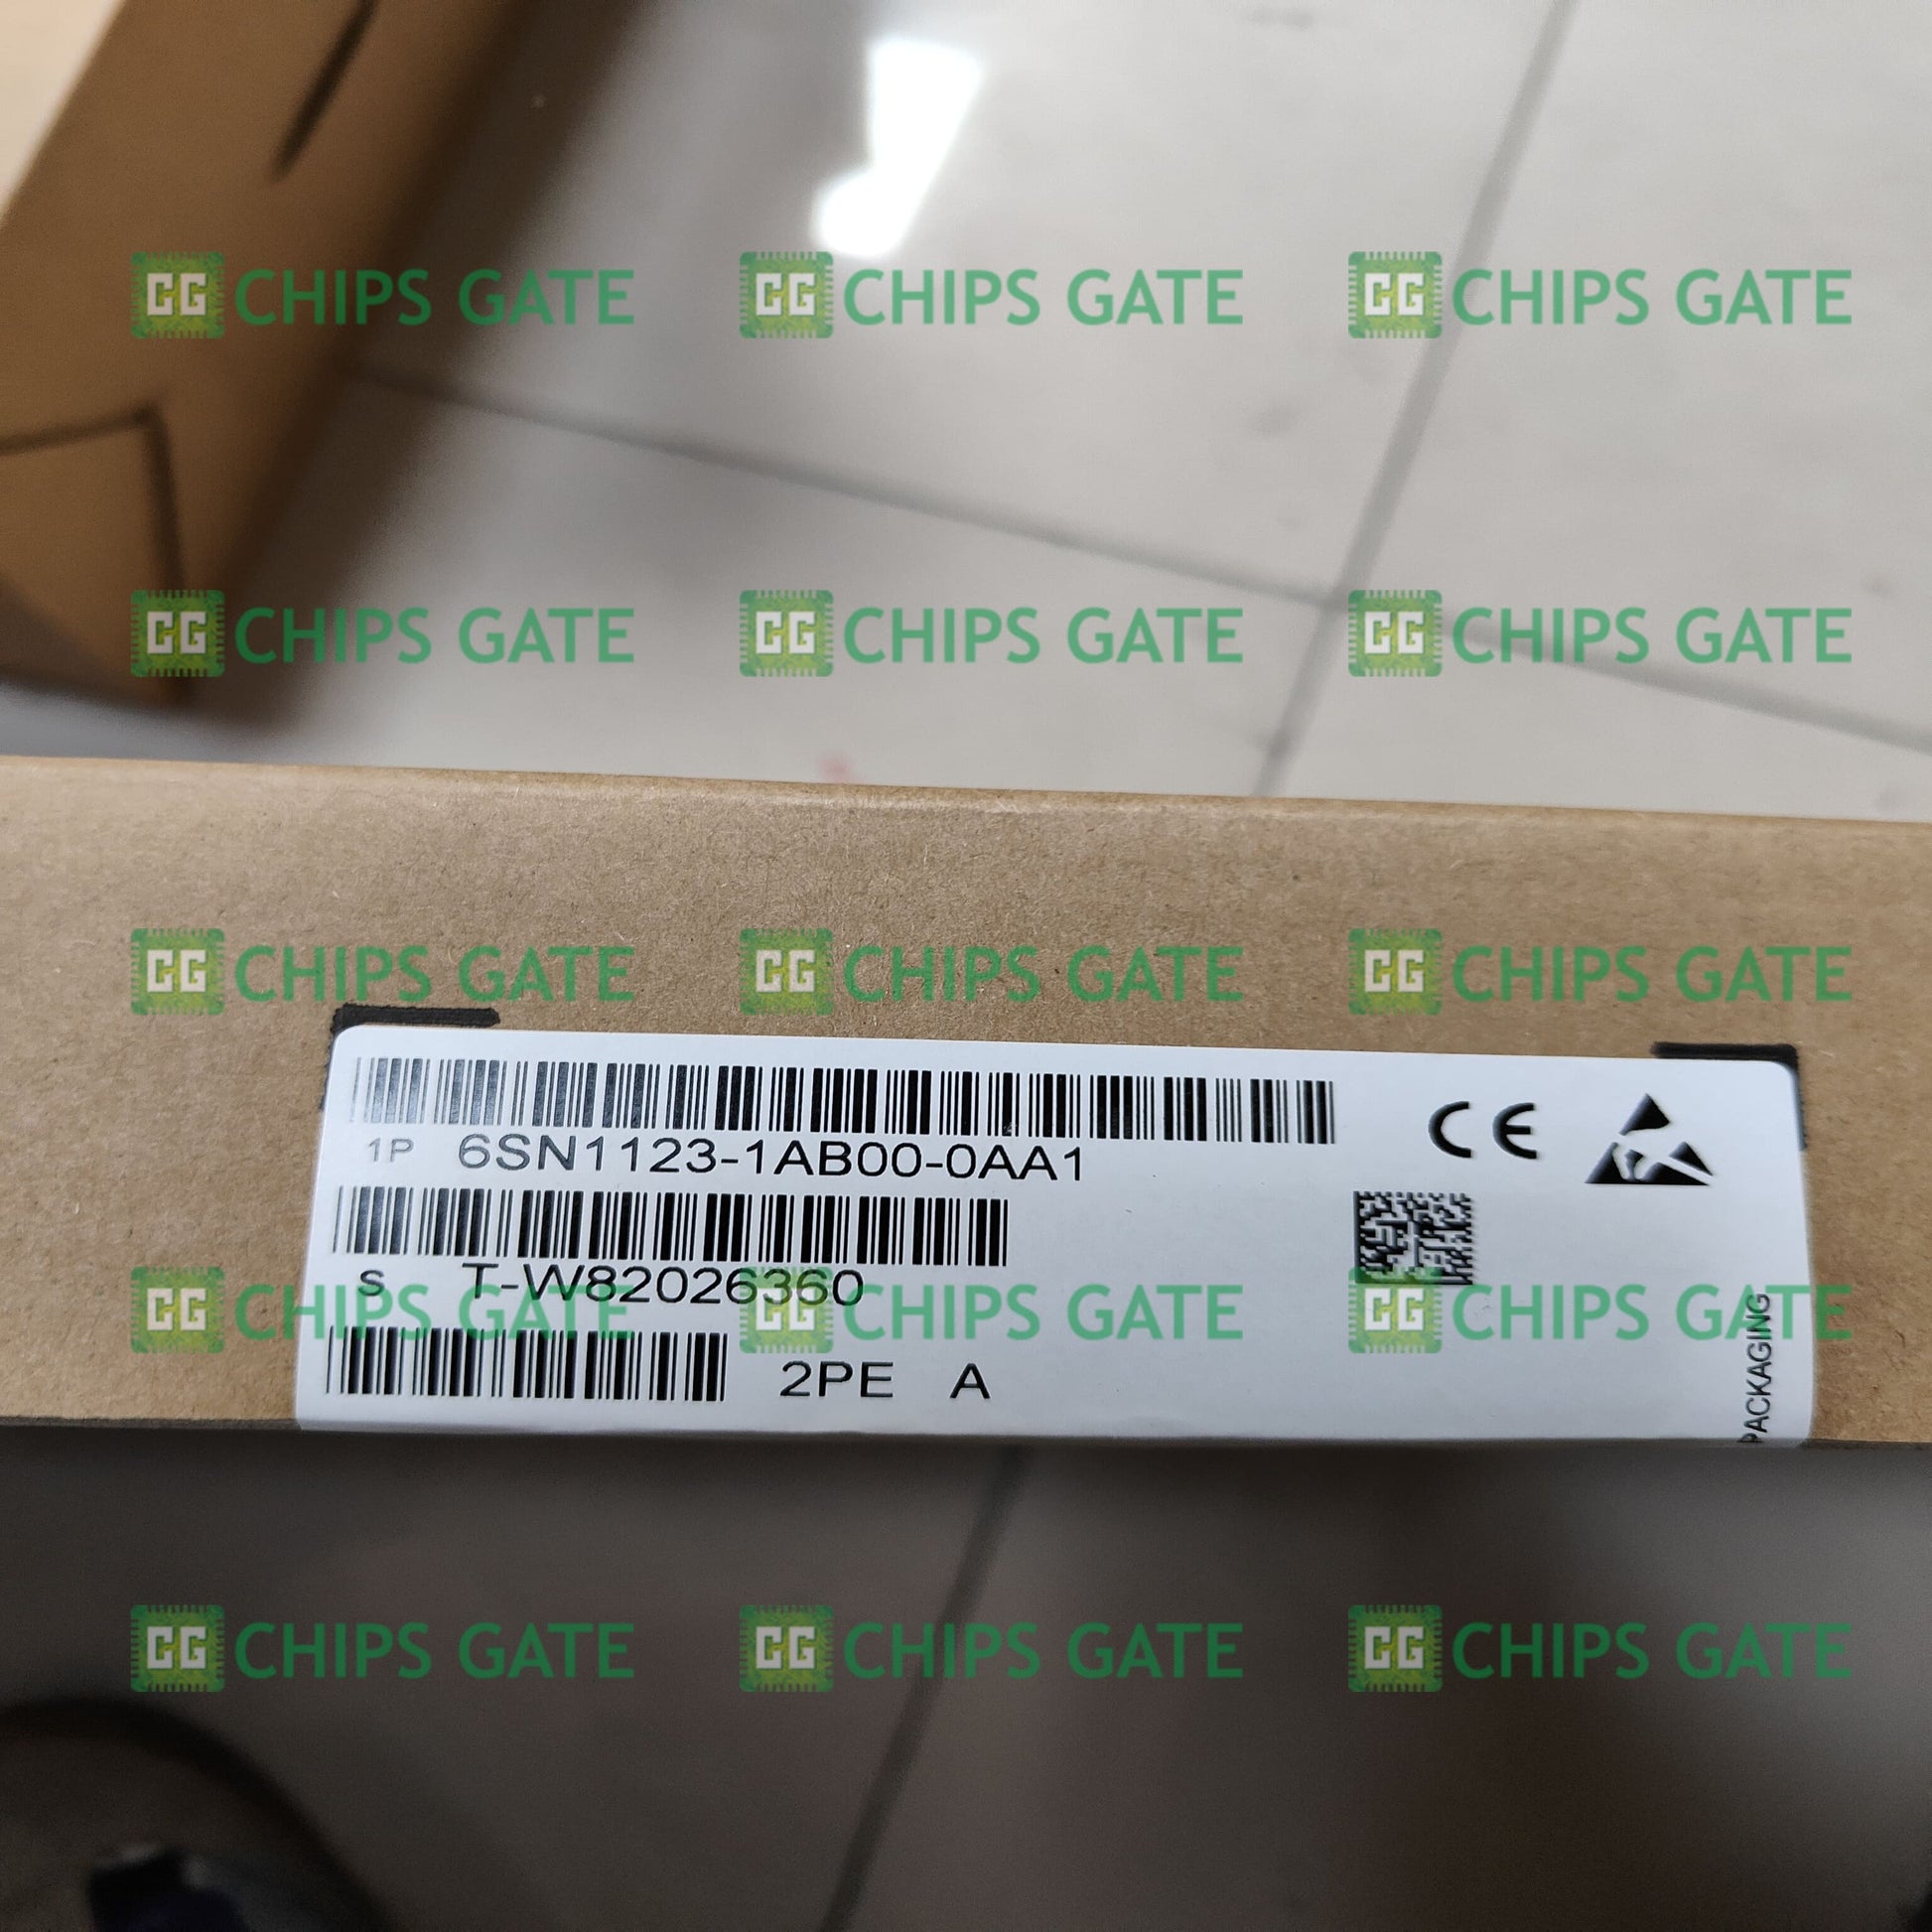 CG CHIPS GATE CG CHIPS GATE CG CHIPS GATE
CG CHIPS GATE CG CHIPS GATE CG CHIPS GATE
CG CHIPS GATE CG CHIPS GATE CG CHIPS GATE
1P 6SN1123-1AB00-0AA1
CE
S T-W82026360
CG CHIPS GATE CG CHIPS GATE CG CHIPS GATE
2PE A
PACKAGING
CG CHIPS GATE CG CHIPS GATE CG CHIPS GATE